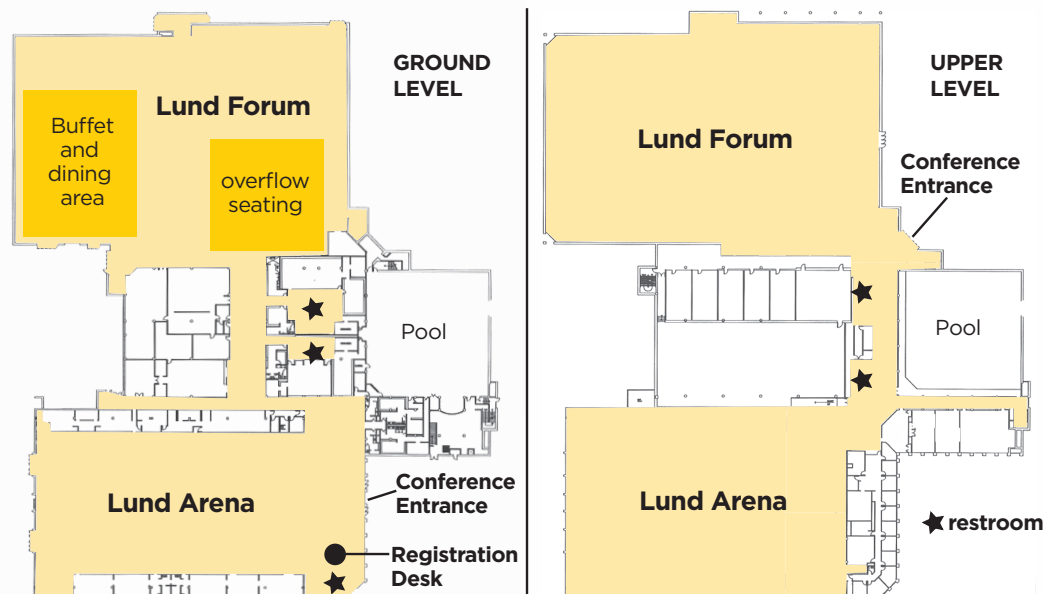 GROUND
LEVEL
Lund Forum
Buffet
and
dining
area
overflow
seating
Pool
Lund Arena
Conference
Entrance
Registration
Desk
UPPER
LEVEL
Lund Forum
Conference
Entrance
Pool
Lund Arena
restroom